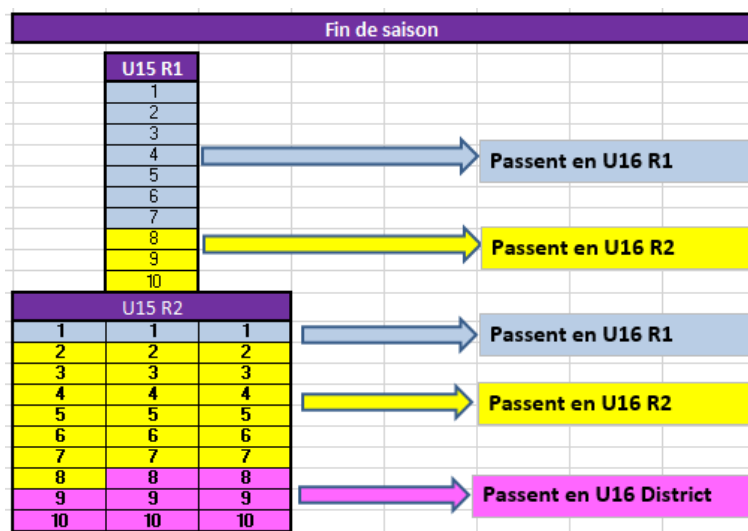 Fin de saison
U15 R1
1
2
3
4
5
6
7
8
9
10
Passent en U16 R1
Passent en U16 R2
U15 R2
1 1 1
2 2 2
3 3 3
4 4 4
5 5 5
6 6 6
7 7 7
8 8 8
9 9 9
10 10 10
Passent en U16 R1
Passent en U16 R2
Passent en U16 District